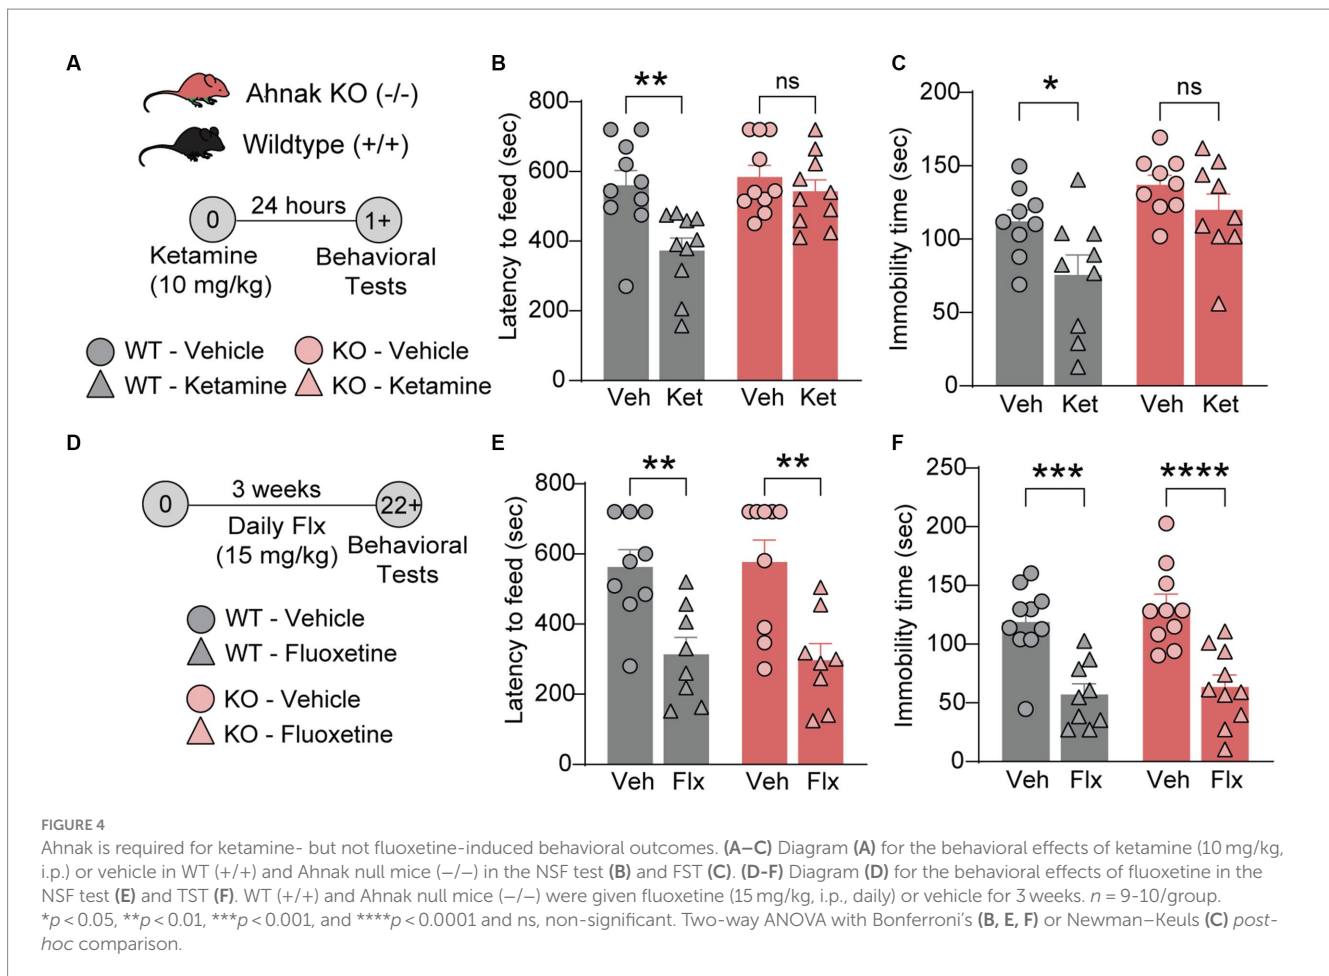 A
Ahnak KO (-/-)
Wildtype (+/+)
24 hours
0
1+
Ketamine
(10 mg/kg)
Behavioral
Tests
WT - Vehicle
KO - Vehicle
WT - Ketamine
KO - Ketamine
B
**
ns
800
600
400
200
0
Latency to feed (sec)
Veh
Ket
Veh
Ket
C
*
ns
200
150
100
50
0
Immobility time (sec)
Veh
Ket
Veh
Ket
D
0
3 weeks
22+
Daily Flx
(15 mg/kg)
Behavioral
Tests
WT - Vehicle
WT - Fluoxetine
KO - Vehicle
KO - Fluoxetine
E
**
**
800
600
400
200
0
Latency to feed (sec)
Veh
Flx
Veh
Flx
F
***
****
250
200
150
100
50
0
Immobility time (sec)
Veh
Flx
Veh
Flx
FIGURE 4
Ahnak is required for ketamine- but not fluoxetine-induced behavioral outcomes. (A–C) Diagram (A) for the behavioral effects of ketamine (10 mg/kg,
i.p.) or vehicle in WT (+/+) and Ahnak null mice (−/−) in the NSF test (B) and FST (C). (D-F) Diagram (D) for the behavioral effects of fluoxetine in the
NSF test (E) and TST (F). WT (+/+) and Ahnak null mice (−/−) were given fluoxetine (15 mg/kg, i.p., daily) or vehicle for 3 weeks. n = 9-10/group.
*p < 0.05, **p < 0.01, ***p < 0.001, and ****p < 0.0001 and ns, non-significant. Two-way ANOVA with Bonferroni's (B, E, F) or Newman–Keuls (C) post-
hoc comparison.